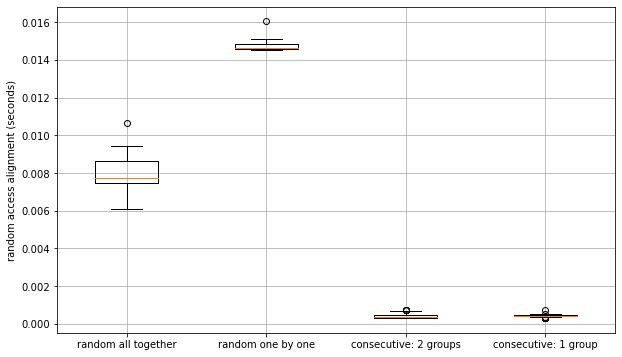 random access alignment (seconds)
0.016
0.014
0.012
0.010
0.008
0.006
0.004
0.002
0.000
random all together
random one by one
consecutive: 2 groups
consecutive: 1 group